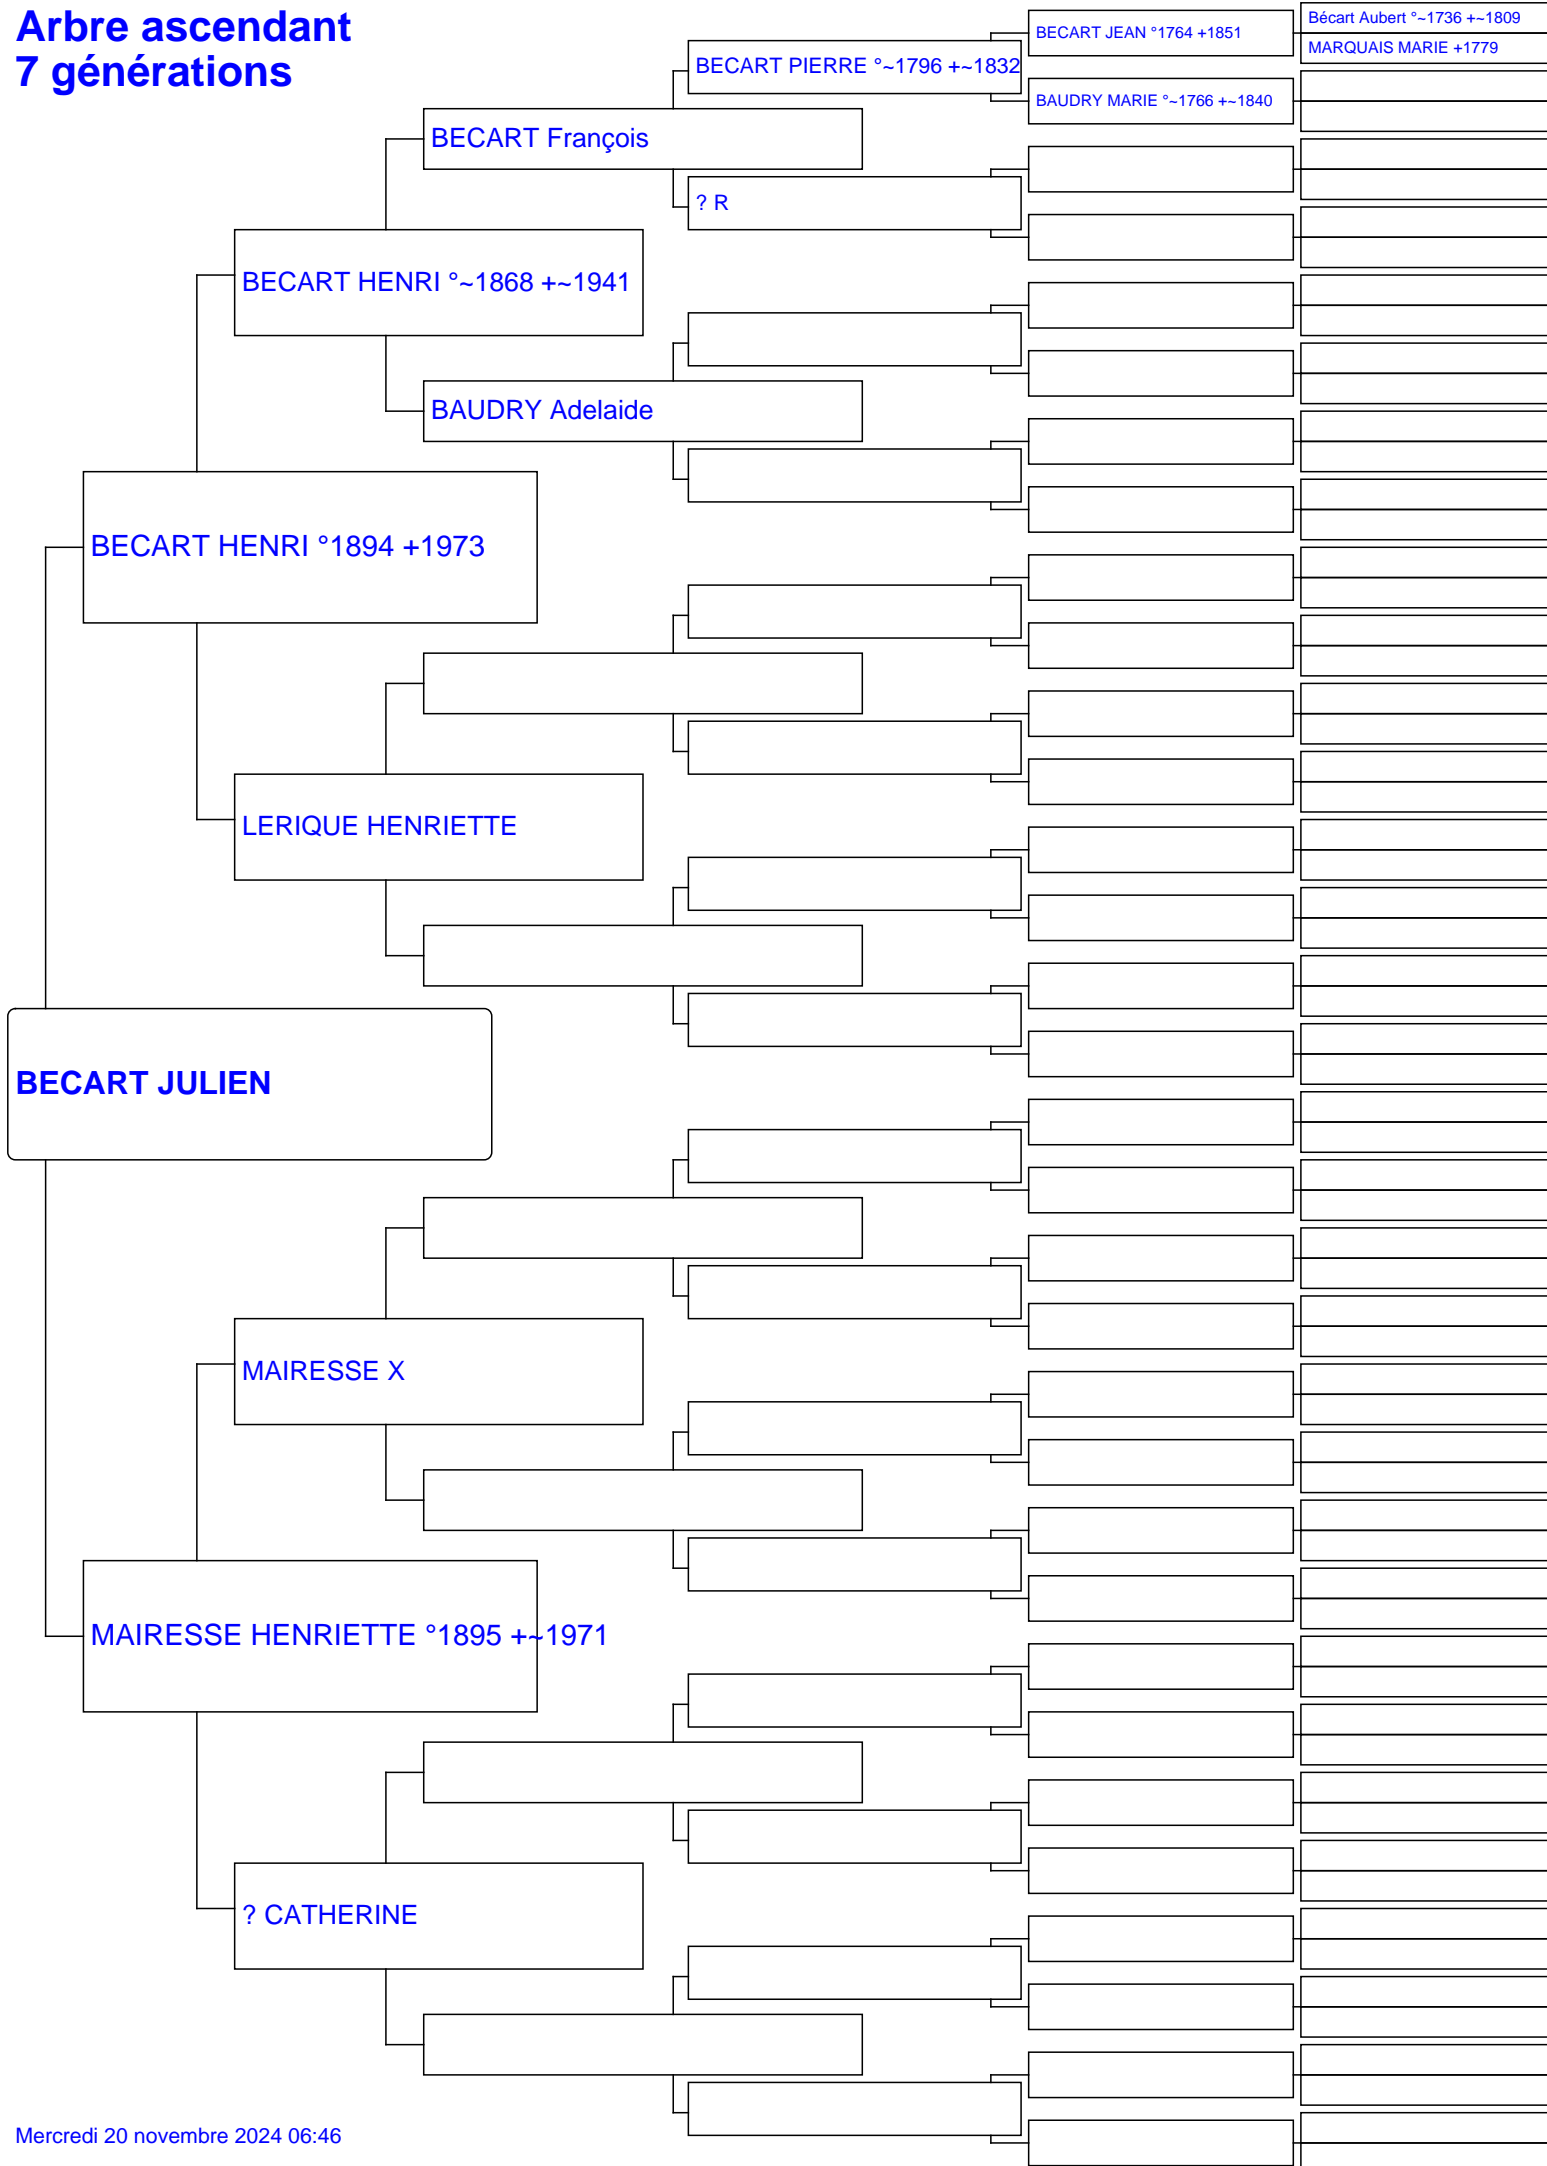 Arbre ascendant
7 générations
Bécart Aubert °~1736 +~1809
BECART JEAN °1764 +1851
MARQUAIS MARIE +1779
BECART PIERRE °~1796 +~1832
BAUDRY MARIE °~1766 +~1840
BECART François
? R
BECART HENRI °~1868 +~1941
BAUDRY Adelaide
BECART HENRI °1894 +1973
LERIQUE HENRIETTE
BECART JULIEN
MAIRESSE X
MAIRESSE HENRIETTE °1895 +~1971
? CATHERINE
Mercredi 20 novembre 2024 06:46